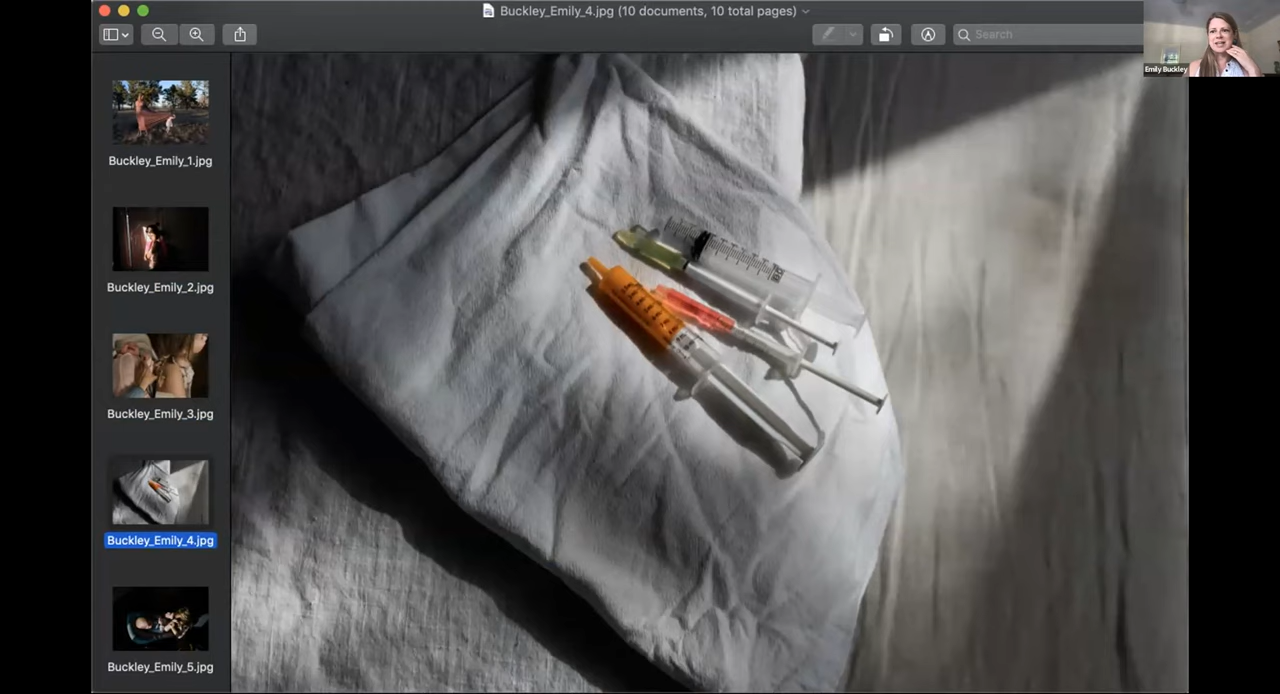 Buckley_Emily_4.jpg (10 documents, 10 total pages)
Search
Emily Buckley
Buckley_Emily_1.jpg
Buckley_Emily_2.jpg
Buckley_Emily_3.jpg
Buckley_Emily_4.jpg
Buckley_Emily_5.jpg